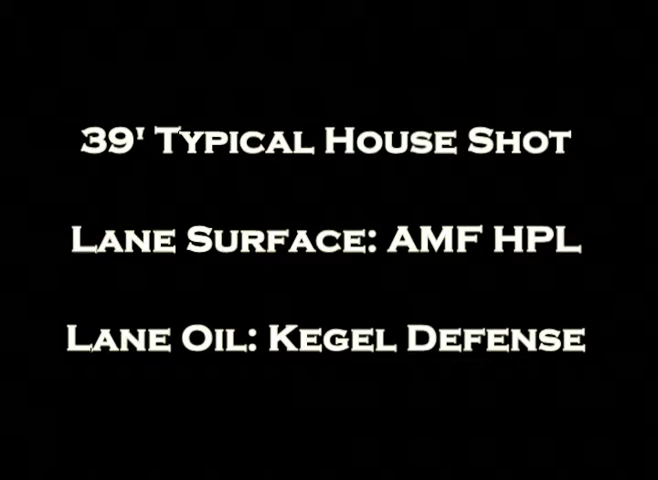 39' Typical House Shot
Lane Surface: AMF HPL
Lane Oil: Kegel Defense